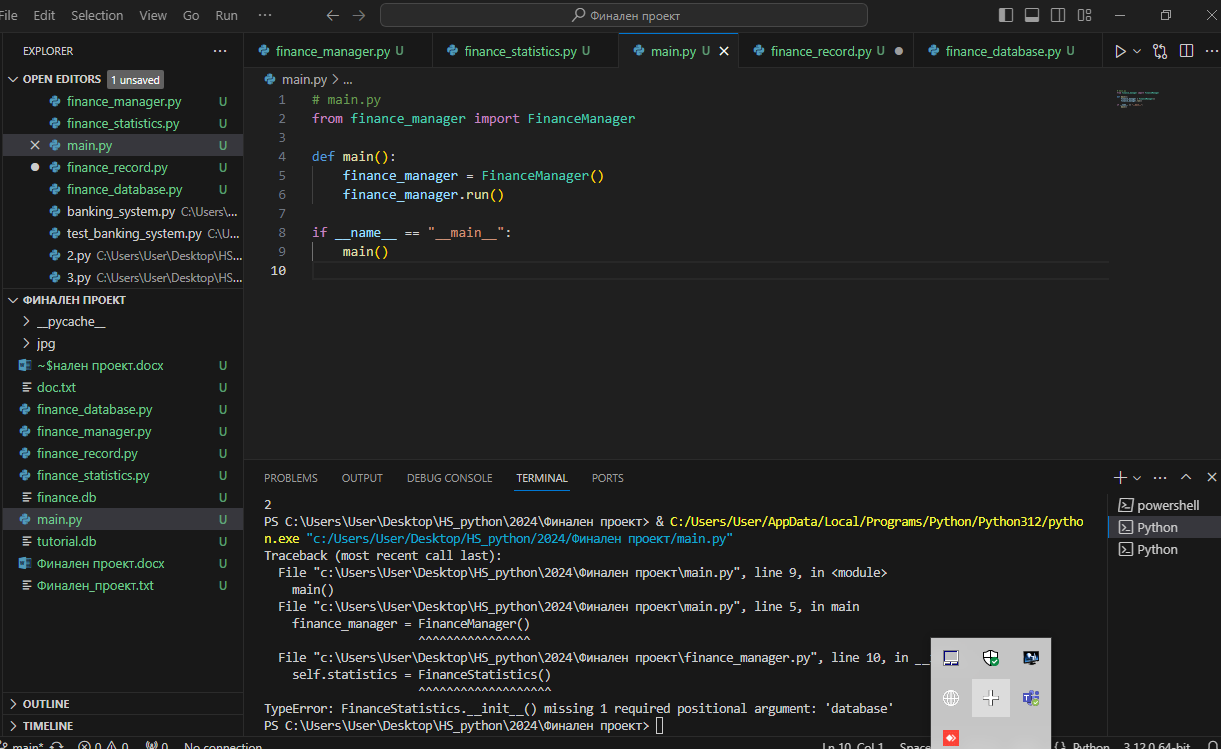 File Edit Selection View Go Run ··· Финален проект
EXPLORER ···
OPEN EDITORS 1 unsaved
finance_manager.py U
finance_statistics.py U
main.py U
finance_record.py U
finance_database.py U
banking_system.py C:\Users\...
test_banking_system.py C:\U...
2.py C:\Users\User\Desktop\HS...
3.py C:\Users\User\Desktop\HS...
ФИНАЛЕН ПРОЕКТ
__pycache__
jpg
~$нален проект.docx U
doc.txt U
finance_database.py U
finance_manager.py U
finance_record.py U
finance_statistics.py U
finance.db U
main.py U
tutorial.db U
Финален проект.docx U
Финален_проект.txt U
OUTLINE
TIMELINE
finance_manager.py U finance_statistics.py U main.py U finance_record.py U finance_database.py U
main.py > ...
1 # main.py
2 from finance_manager import FinanceManager
3
4 def main():
5 finance_manager = FinanceManager()
6 finance_manager.run()
7
8 if __name__ == "__main__":
9 main()
10
PROBLEMS OUTPUT DEBUG CONSOLE TERMINAL PORTS
2
PS C:\Users\User\Desktop\HS_python\2024\Финален проект> & C:/Users/User/AppData/Local/Programs/Python/Python312/pytho
n.exe "c:/Users/User/Desktop/HS_python/2024/Финален проект/main.py"
Traceback (most recent call last):
File "c:\Users\User\Desktop\HS_python\2024\Финален проект\main.py", line 9, in <module>
main()
File "c:\Users\User\Desktop\HS_python\2024\Финален проект\main.py", line 5, in main
finance_manager = FinanceManager()
^^^^^^^^^^^^^^^^
File "c:\Users\User\Desktop\HS_python\2024\Финален проект\finance_manager.py", line 10, in __
self.statistics = FinanceStatistics()
^^^^^^^^^^^^^^^^^^^
TypeError: FinanceStatistics.__init__() missing 1 required positional argument: 'database'
PS C:\Users\User\Desktop\HS_python\2024\Финален проект>
powershell
Python
Python
main* 0 0 0 No connection Ln 10, Col 1 Python 3.12.0 64-bit